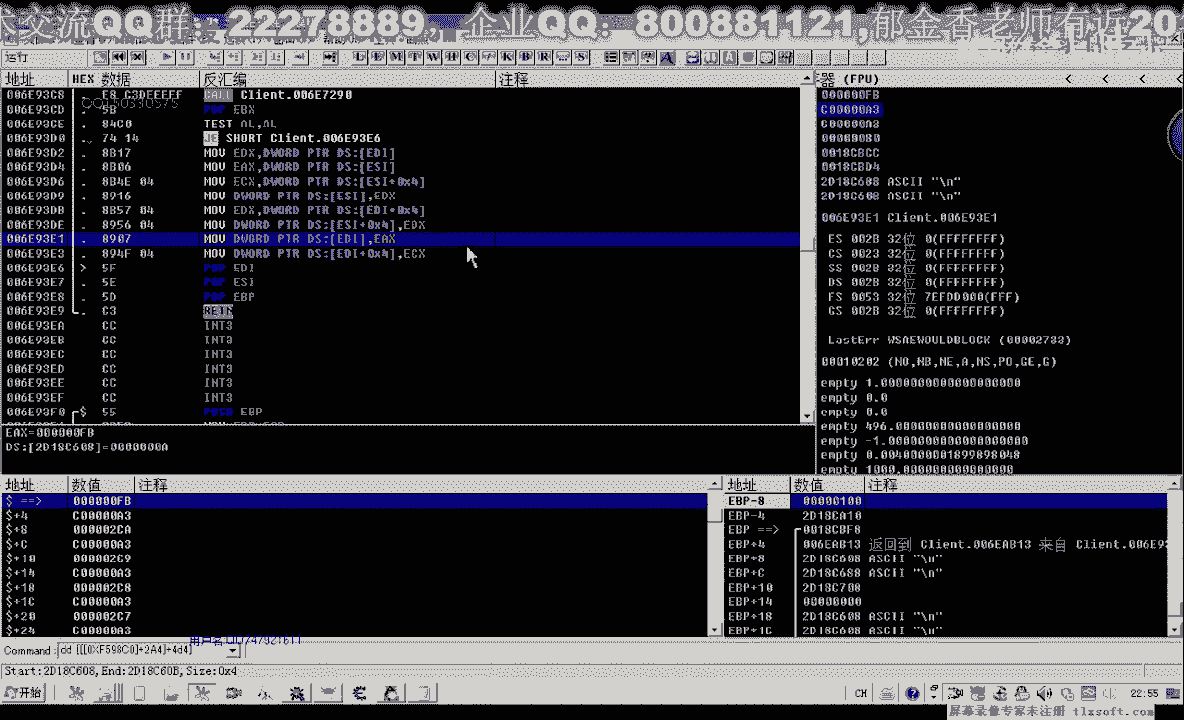 术交流QQ群：22278889，企业QQ：800881121,郁金香老师有近20
运行
地址 HEX 数据 反汇编 注释
006E93C8 . E8 C3DEEEFF CALL Client.006E7290
006E93CD . 5B POP EBX
006E93CE . 84C0 TEST AL,AL
006E93D0 . 74 14 JE SHORT Client.006E93E6
006E93D2 . 8B17 MOV EDX,DWORD PTR DS:[EDI]
006E93D4 . 8B06 MOV EAX,DWORD PTR DS:[ESI]
006E93D6 . 8B4E 04 MOV ECX,DWORD PTR DS:[ESI+0x4]
006E93D9 . 8916 MOV DWORD PTR DS:[ESI],EDX
006E93DB . 8B57 04 MOV EDX,DWORD PTR DS:[EDI+0x4]
006E93DE . 8956 04 MOV DWORD PTR DS:[ESI+0x4],EDX
006E93E1 . 8907 MOV DWORD PTR DS:[EDI],EAX
006E93E3 . 894F 04 MOV DWORD PTR DS:[EDI+0x4],ECX
006E93E6 > 5F POP EDI
006E93E7 . 5E POP ESI
006E93E8 . 5D POP EBP
006E93E9 . C3 RETN
006E93EA CC INT3
006E93EB CC INT3
006E93EC CC INT3
006E93ED CC INT3
006E93EE CC INT3
006E93EF CC INT3
006E93F0 $ 55 PUSH EBP
EAX=000000FB
DS:[2D18C608]=0000000A
器 (FPU)
000000FB
C00000A3
2D18C608 ASCII "\n"
2D18C608 ASCII "\n"
006E93E1 Client.006E93E1
ES 002B 32位 0(FFFFFFFF)
CS 0023 32位 0(FFFFFFFF)
SS 002B 32位 0(FFFFFFFF)
DS 002B 32位 0(FFFFFFFF)
FS 0053 32位 7EFDD000(FFF)
GS 002B 32位 0(FFFFFFFF)
LastErr WSAEWOULDBLOCK (00002733)
00010202 (NO,NB,NE,A,NS,PO,GE,G)
empty 1.0000000000000000000
empty 0.0
empty 0.0
empty 496.00000000000000000
empty -1.0000000000000000000
empty 0.0040000001899898048
empty 1000.0000000000000000
地址 数值 注释
$ ==> 000000FB
$+4 C00000A3
$+8 000002CA
$+C C00000A3
$+10 000002C9
$+14 C00000A3
$+18 000002C8
$+1C C00000A3
$+20 000002C7
$+24 C00000A3
地址 数值 注释
EBP-8 00000100
EBP-4 2D18CA10
EBP ==> 0018CBF8
EBP+4 006EAB13 返回到 Client.006EAB13 来自 Client.006E93
EBP+8 2D18C608 ASCII "\n"
EBP+C 2D18C688 ASCII "\n"
EBP+10 2D18C708
EBP+14 00000000
EBP+18 2D18C608 ASCII "\n"
EBP+1C 2D18C608 ASCII "\n"
Command : dd [[[0XF598C0]+2A4]+4d4]
Start:2D18C608,End:2D18C60B,Size:0x4
开始
CH
22:55
屏幕录像专家未注册 tlxsoft.com